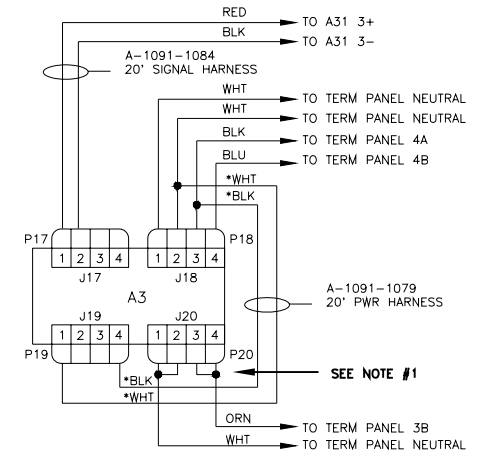 RED
TO A31 3+
BLK
TO A31 3-
A-1091-1084
20' SIGNAL HARNESS
WHT
TO TERM PANEL NEUTRAL
WHT
TO TERM PANEL NEUTRAL
BLK
TO TERM PANEL 4A
BLU
TO TERM PANEL 4B
*WHT
*BLK
P17
P18
1 2 3 4
1 2 3 4
J17
J18
A3
A-1091-1079
20' PWR HARNESS
J19
J20
1 2 3 4
1 2 3 4
P19
P20
*BLK
SEE NOTE #1
*WHT
ORN
TO TERM PANEL 3B
WHT
TO TERM PANEL NEUTRAL